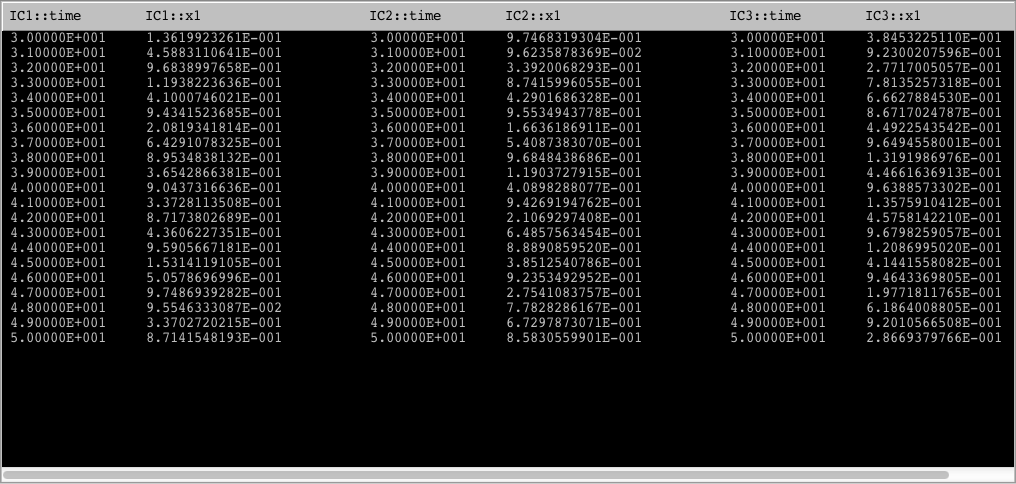 IC1::time IC1::x1 IC2::time IC2::x1 IC3::time IC3::x1
3.00000E+001 1.3619923261E-001 3.00000E+001 9.7468319304E-001 3.00000E+001 3.8453225110E-001
3.10000E+001 4.5883110641E-001 3.10000E+001 9.6235878369E-002 3.10000E+001 9.2300207596E-001
3.20000E+001 9.6838997658E-001 3.20000E+001 3.3920068293E-001 3.20000E+001 2.7717005057E-001
3.30000E+001 1.1938223636E-001 3.30000E+001 8.7415996055E-001 3.30000E+001 7.8135257318E-001
3.40000E+001 4.1000746021E-001 3.40000E+001 4.2901686328E-001 3.40000E+001 6.6627884530E-001
3.50000E+001 9.4341523685E-001 3.50000E+001 9.5534943778E-001 3.50000E+001 8.6717024787E-001
3.60000E+001 2.0819341814E-001 3.60000E+001 1.6636186911E-001 3.60000E+001 4.4922543542E-001
3.70000E+001 6.4291078325E-001 3.70000E+001 5.4087383070E-001 3.70000E+001 9.6494558001E-001
3.80000E+001 8.9534838132E-001 3.80000E+001 9.6848438686E-001 3.80000E+001 1.3191986976E-001
3.90000E+001 3.6542866381E-001 3.90000E+001 1.1903727915E-001 3.90000E+001 4.4661636913E-001
4.00000E+001 9.0437316636E-001 4.00000E+001 4.0898288077E-001 4.00000E+001 9.6388573302E-001
4.10000E+001 3.3728113508E-001 4.10000E+001 9.4269194762E-001 4.10000E+001 1.3575910412E-001
4.20000E+001 8.7173802689E-001 4.20000E+001 2.1069297408E-001 4.20000E+001 4.5758142210E-001
4.30000E+001 4.3606227351E-001 4.30000E+001 6.4857563454E-001 4.30000E+001 9.6798259057E-001
4.40000E+001 9.5905667181E-001 4.40000E+001 8.8890859520E-001 4.40000E+001 1.2086995020E-001
4.50000E+001 1.5314119105E-001 4.50000E+001 3.8512540786E-001 4.50000E+001 4.1441558082E-001
4.60000E+001 5.0578696996E-001 4.60000E+001 9.2353492952E-001 4.60000E+001 9.4643369805E-001
4.70000E+001 9.7486939282E-001 4.70000E+001 2.7541083757E-001 4.70000E+001 1.9771811765E-001
4.80000E+001 9.5546333087E-002 4.80000E+001 7.7828286167E-001 4.80000E+001 6.1864008805E-001
4.90000E+001 3.3702720215E-001 4.90000E+001 6.7297873071E-001 4.90000E+001 9.2010566508E-001
5.00000E+001 8.7141548193E-001 5.00000E+001 8.5830559901E-001 5.00000E+001 2.8669379766E-001